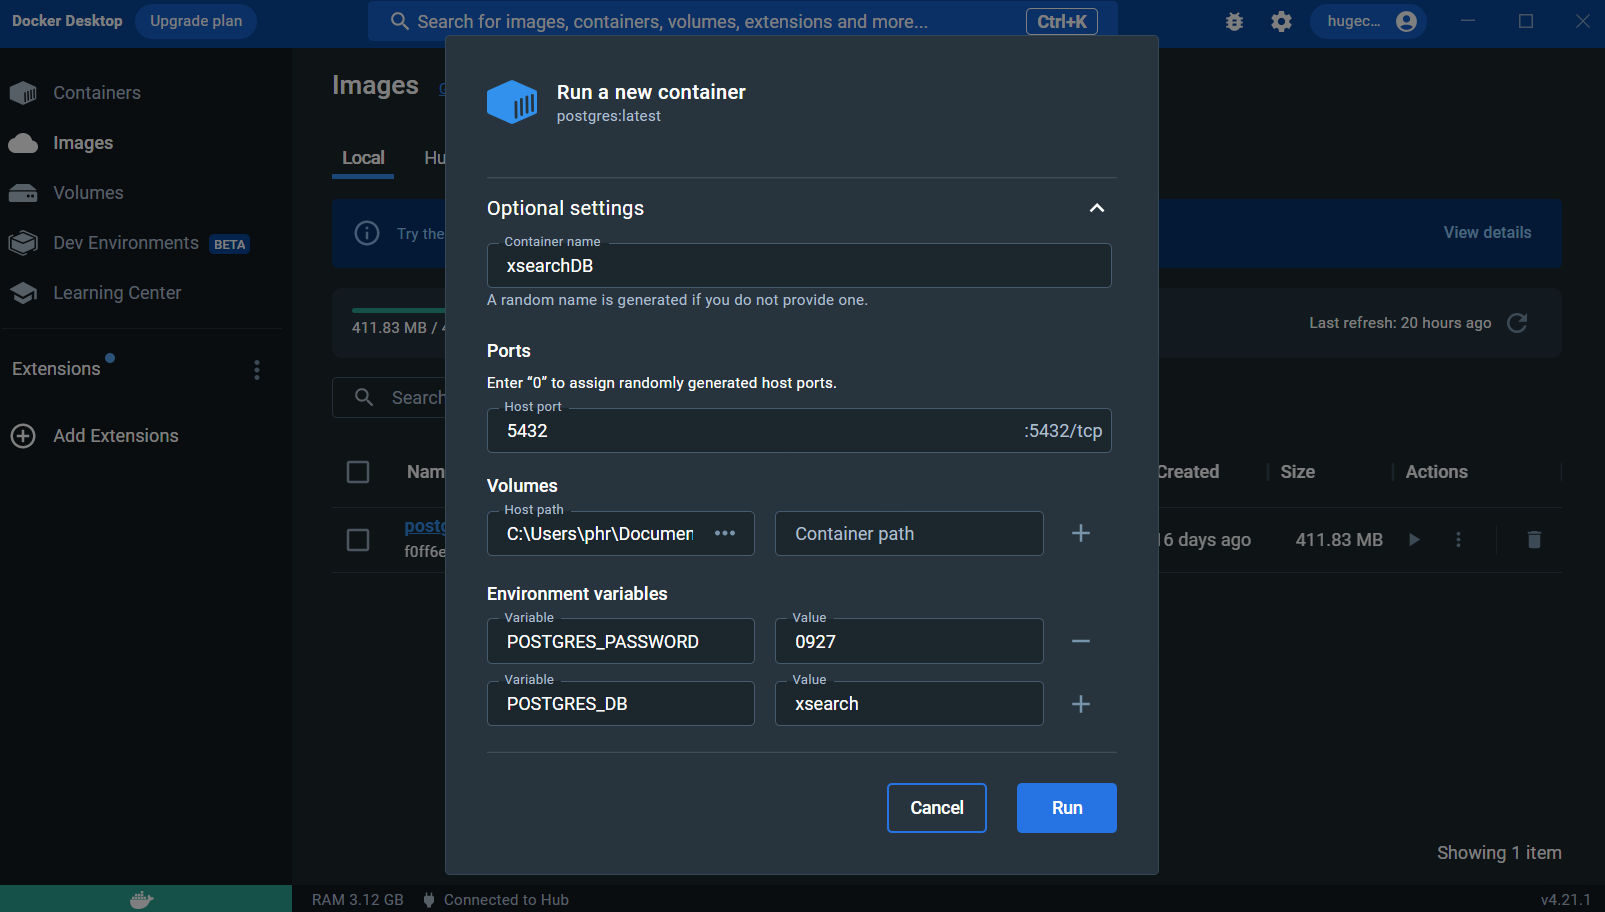 Docker Desktop
Upgrade plan
Search for images, containers, volumes, extensions and more...
Ctrl+K
hugec...
Containers
Images
Volumes
Dev Environments BETA
Learning Center
Extensions
Add Extensions
Images
Local
Hu
Try the
View details
411.83 MB /
Last refresh: 20 hours ago
Search
Nam
Created
Size
Actions
postg
f0ff6e
16 days ago
411.83 MB
Showing 1 item
Run a new container
postgres:latest
Optional settings
Container name
xsearchDB
A random name is generated if you do not provide one.
Ports
Enter “0” to assign randomly generated host ports.
Host port
5432
:5432/tcp
Volumes
Host path
C:\Users\phr\Documen
Container path
Environment variables
Variable
POSTGRES_PASSWORD
Value
0927
Variable
POSTGRES_DB
Value
xsearch
Cancel
Run
RAM 3.12 GB
Connected to Hub
v4.21.1